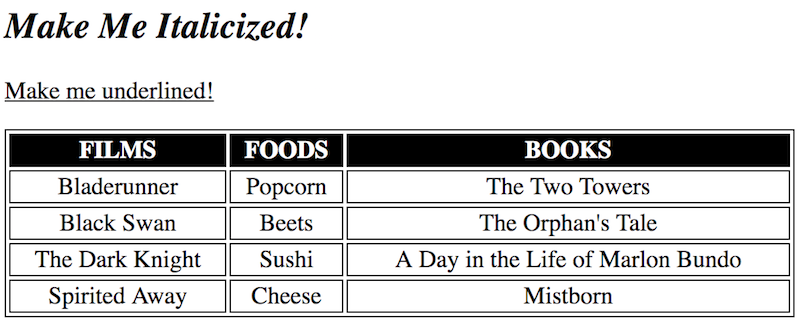 Make Me Italicized!
Make me underlined!
FILMS FOODS BOOKS
Bladerunner Popcorn The Two Towers
Black Swan Beets The Orphan's Tale
The Dark Knight Sushi A Day in the Life of Marlon Bundo
Spirited Away Cheese Mistborn